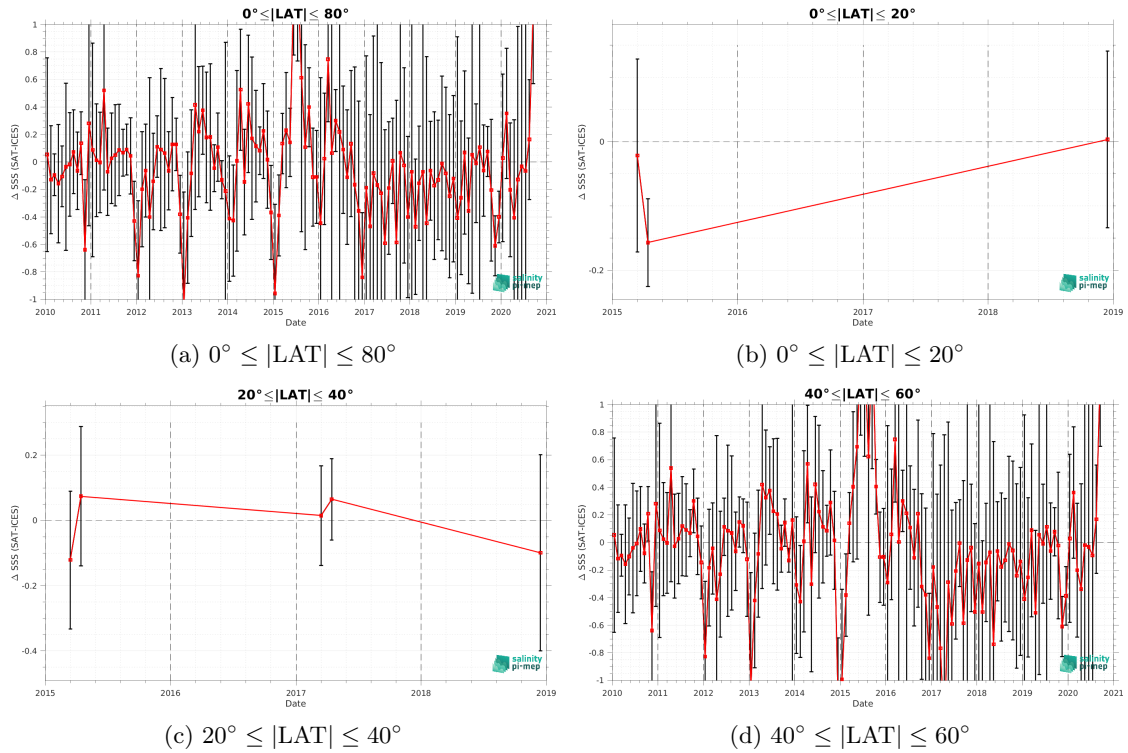 0°≤|LAT|≤ 80°
Δ SSS (SAT-ICES)
1
0.8
0.6
0.4
0.2
0
-0.2
-0.4
-0.6
-0.8
-1
2010 2011 2012 2013 2014 2015 2016 2017 2018 2019 2020 2021
Date
salinity
pi-mep
(a) 0° ≤ |LAT| ≤ 80°
0°≤|LAT|≤ 20°
Δ SSS (SAT-ICES)
0
-0.2
2015 2016 2017 2018 2019
Date
salinity
pi-mep
(b) 0° ≤ |LAT| ≤ 20°
20°≤|LAT|≤ 40°
Δ SSS (SAT-ICES)
0.2
0
-0.2
-0.4
2015 2016 2017 2018 2019
Date
salinity
pi-mep
(c) 20° ≤ |LAT| ≤ 40°
40°≤|LAT|≤ 60°
Δ SSS (SAT-ICES)
1
0.8
0.6
0.4
0.2
0
-0.2
-0.4
-0.6
-0.8
-1
2010 2011 2012 2013 2014 2015 2016 2017 2018 2019 2020 2021
Date
salinity
pi-mep
(d) 40° ≤ |LAT| ≤ 60°